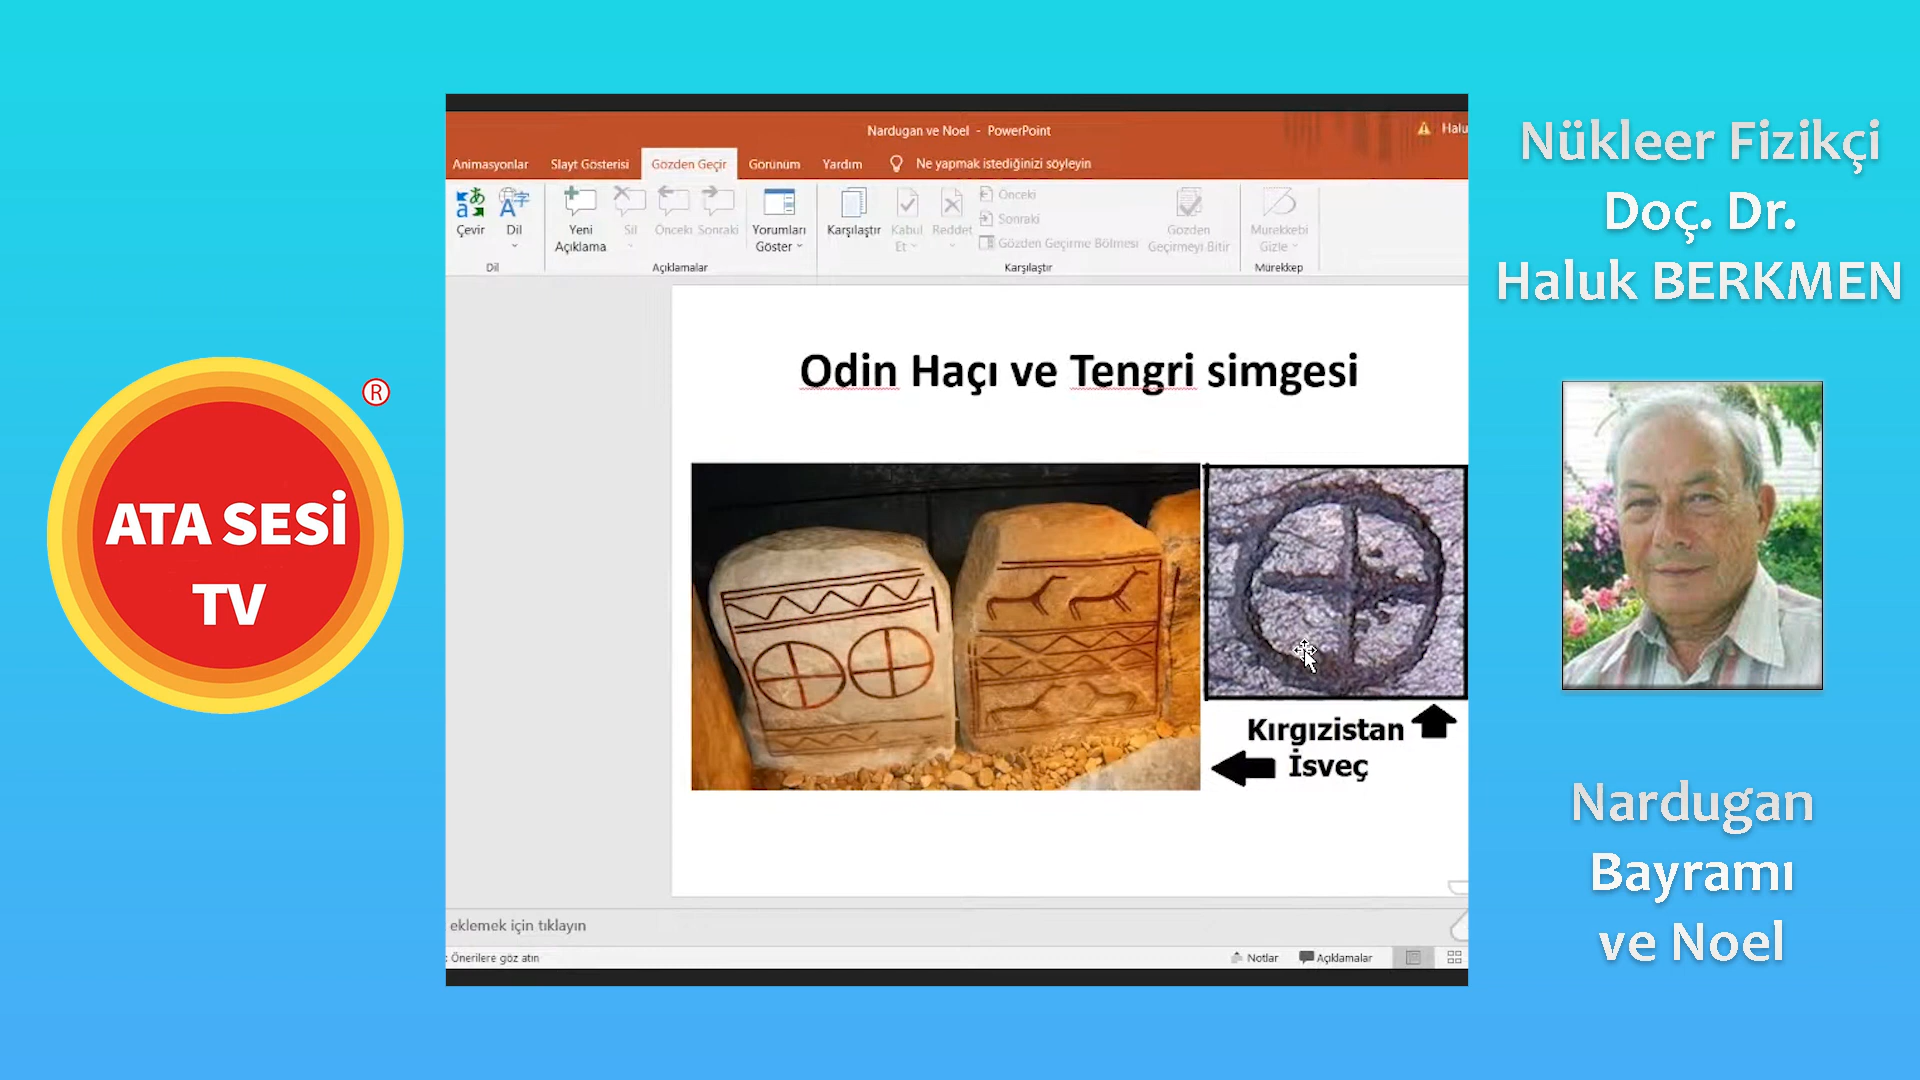 ATA SESİ
TV
®
Nardugan ve Noel - PowerPoint
Halu
Animasyonlar Slayt Gösterisi Gözden Geçir Görünüm Yardım Ne yapmak istediğinizi söyleyin
Çevir
Dil
Dil
Yeni
Açıklama
Sil
Önceki
Sonraki
Yorumları
Göster
Açıklamalar
Karşılaştır
Kabul
Et
Reddet
Önceki
Sonraki
Gözden Geçirme Bölmesi
Gözden
Geçirmeyi Bitir
Karşılaştır
Mürekkebi
Gizle
Mürekkep
Odin Haçı ve Tengri simgesi
Kırgızistan
İsveç
eklemek için tıklayın
: Önerilere göz atın
Notlar
Açıklamalar
Nükleer Fizikçi
Doç. Dr.
Haluk BERKMEN
Nardugan
Bayramı
ve Noel